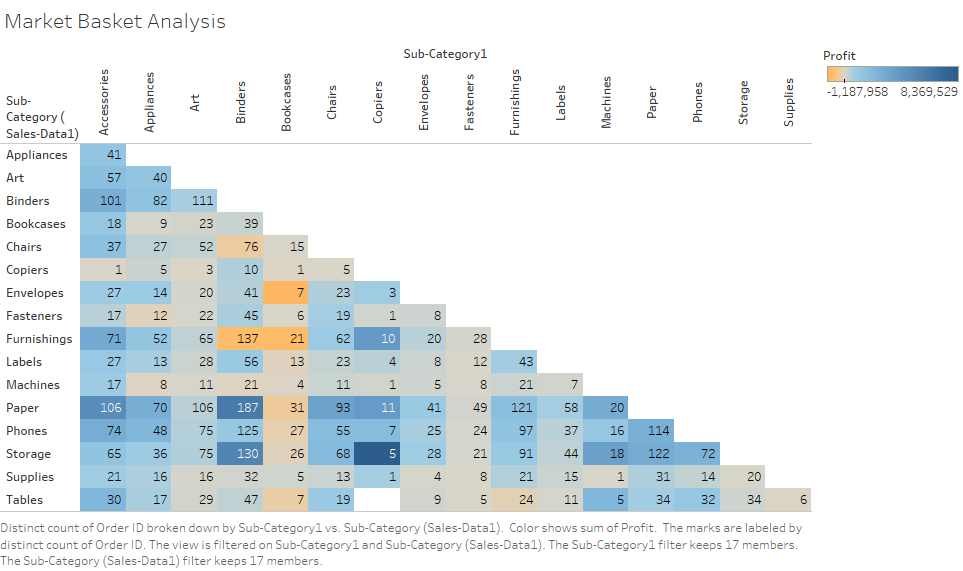 Market Basket Analysis
Sub-Category1
Profit
-1,187,958 8,369,529
Sub-
Category (
Sales-Data1)
Accessories Appliances Art Binders Bookcases Chairs Copiers Envelopes Fasteners Furnishings Labels Machines Paper Phones Storage Supplies
Appliances 41
Art 57 40
Binders 101 82 111
Bookcases 18 9 23 39
Chairs 37 27 52 76 15
Copiers 1 5 3 10 1 5
Envelopes 27 14 20 41 7 23 3
Fasteners 17 12 22 45 6 19 1 8
Furnishings 71 52 65 137 21 62 10 20 28
Labels 27 13 28 56 13 23 4 8 12 43
Machines 17 8 11 21 4 11 1 5 8 21 7
Paper 106 70 106 187 31 93 11 41 49 121 58 20
Phones 74 48 75 125 27 55 7 25 24 97 37 16 114
Storage 65 36 75 130 26 68 5 28 21 91 44 18 122 72
Supplies 21 16 16 32 5 13 1 4 8 21 15 1 31 14 20
Tables 30 17 29 47 7 19 9 5 24 11 5 34 32 34 6
Distinct count of Order ID broken down by Sub-Category1 vs. Sub-Category (Sales-Data1). Color shows sum of Profit. The marks are labeled by
distinct count of Order ID. The view is filtered on Sub-Category1 and Sub-Category (Sales-Data1). The Sub-Category1 filter keeps 17 members.
The Sub-Category (Sales-Data1) filter keeps 17 members.